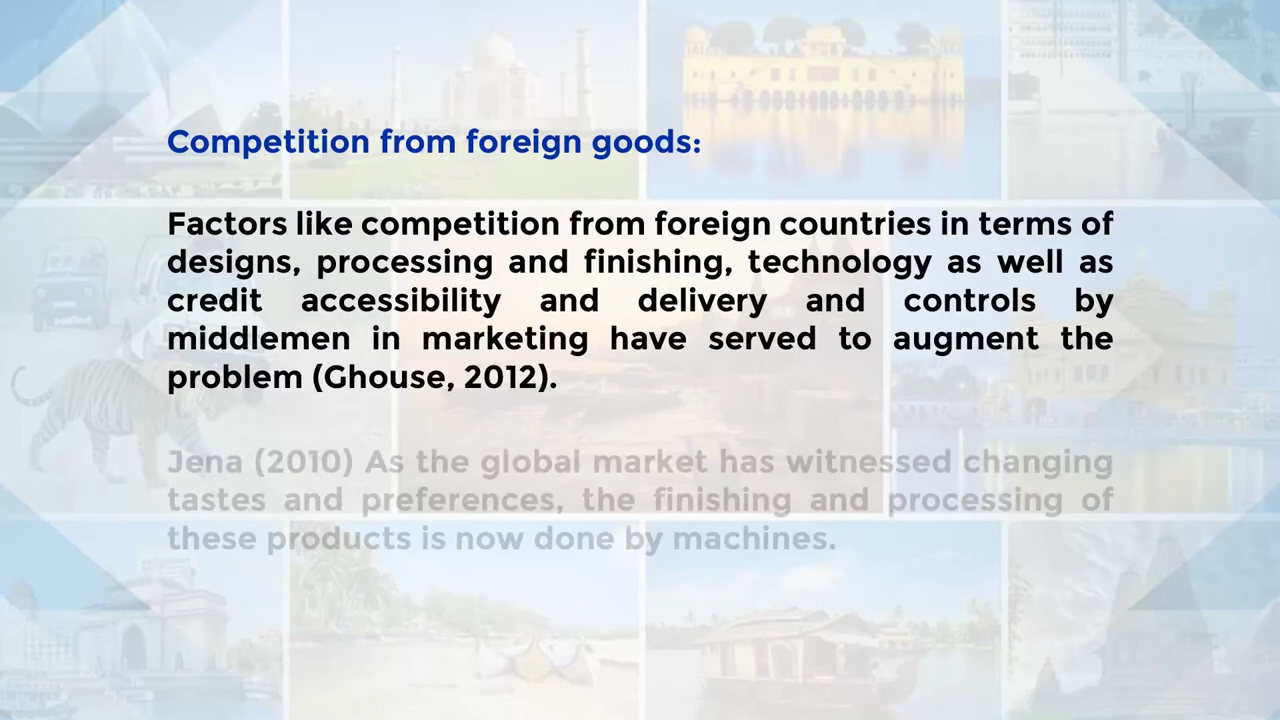 Competition from foreign goods:
Factors like competition from foreign countries in terms of
designs, processing and finishing, technology as well as
credit accessibility and delivery and controls by
middlemen in marketing have served to augment the
problem (Ghouse, 2012).
Jena (2010) As the global market has witnessed changing
tastes and preferences, the finishing and processing of
these products is now done by machines.